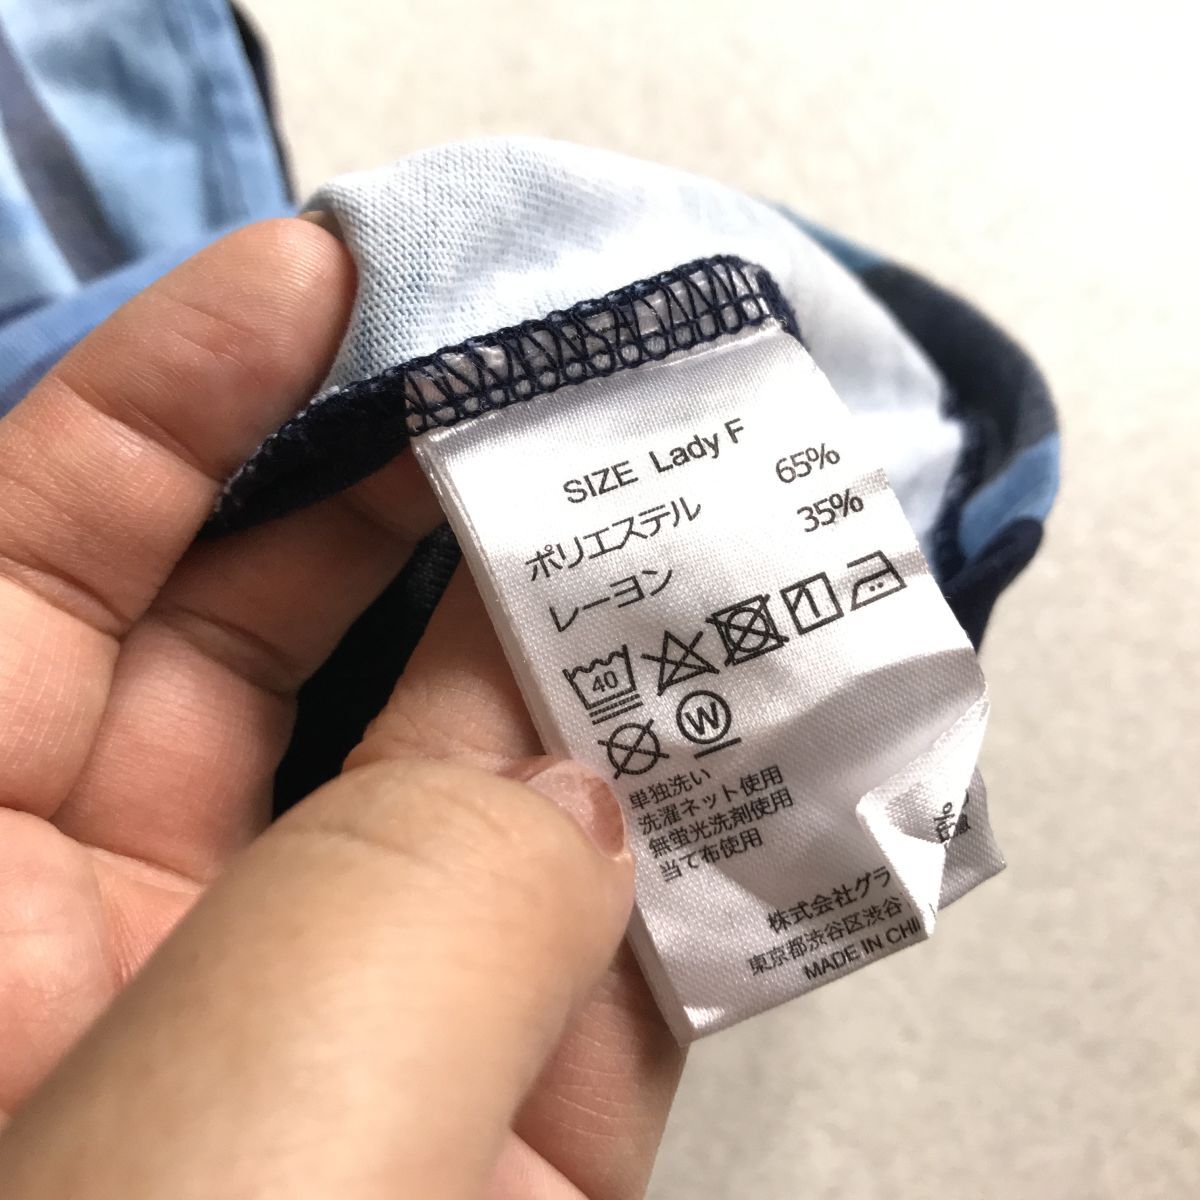 SIZE Lady F
ポリエステル 65%
レーヨン 35%
40
W
単独洗い
洗濯ネット使用
無蛍光洗剤使用
当て布使用
株式会社グラ
東京都渋谷区渋谷
MADE IN CHI